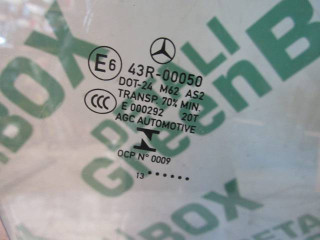 E6 43R-00050
DOT-24 M62 AS2
TRANSP. 70% MIN.
CCC E 000292 20T
AGC AUTOMOTIVE
OCP N° 0009
13 ••••••
BOX
GreenB